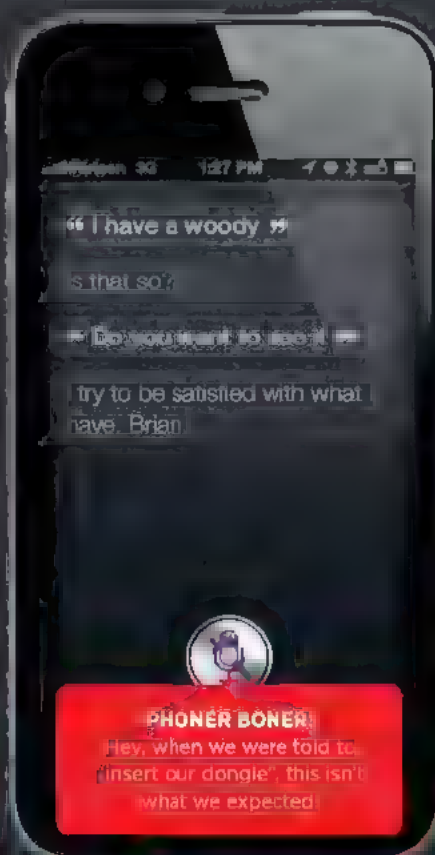 3G 1:27 PM
“ I have a woody ”
s that so?
try to be satisfied with what
have, Brian
PHONER BONER
Hey, when we were told to
"insert our dongle", this isn't
what we expected